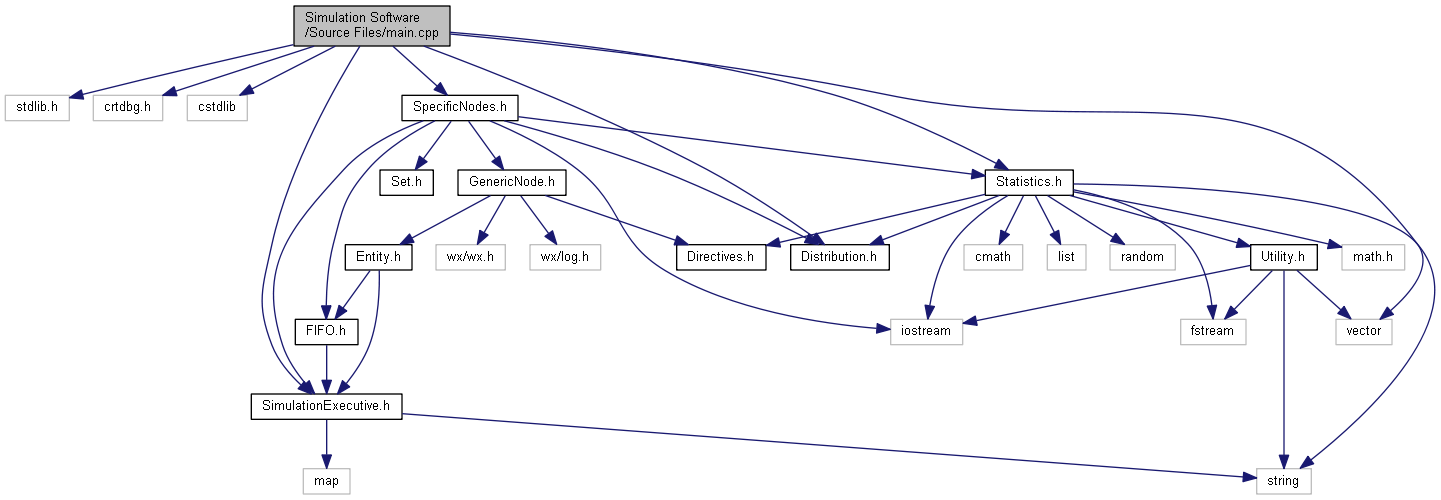 Simulation Software
/Source Files/main.cpp
stdlib.h
crtdbg.h
cstdlib
SpecificNodes.h
Set.h
GenericNode.h
Statistics.h
Entity.h
wx/wx.h
wx/log.h
Directives.h
Distribution.h
cmath
list
random
Utility.h
math.h
FIFO.h
iostream
fstream
vector
SimulationExecutive.h
map
string